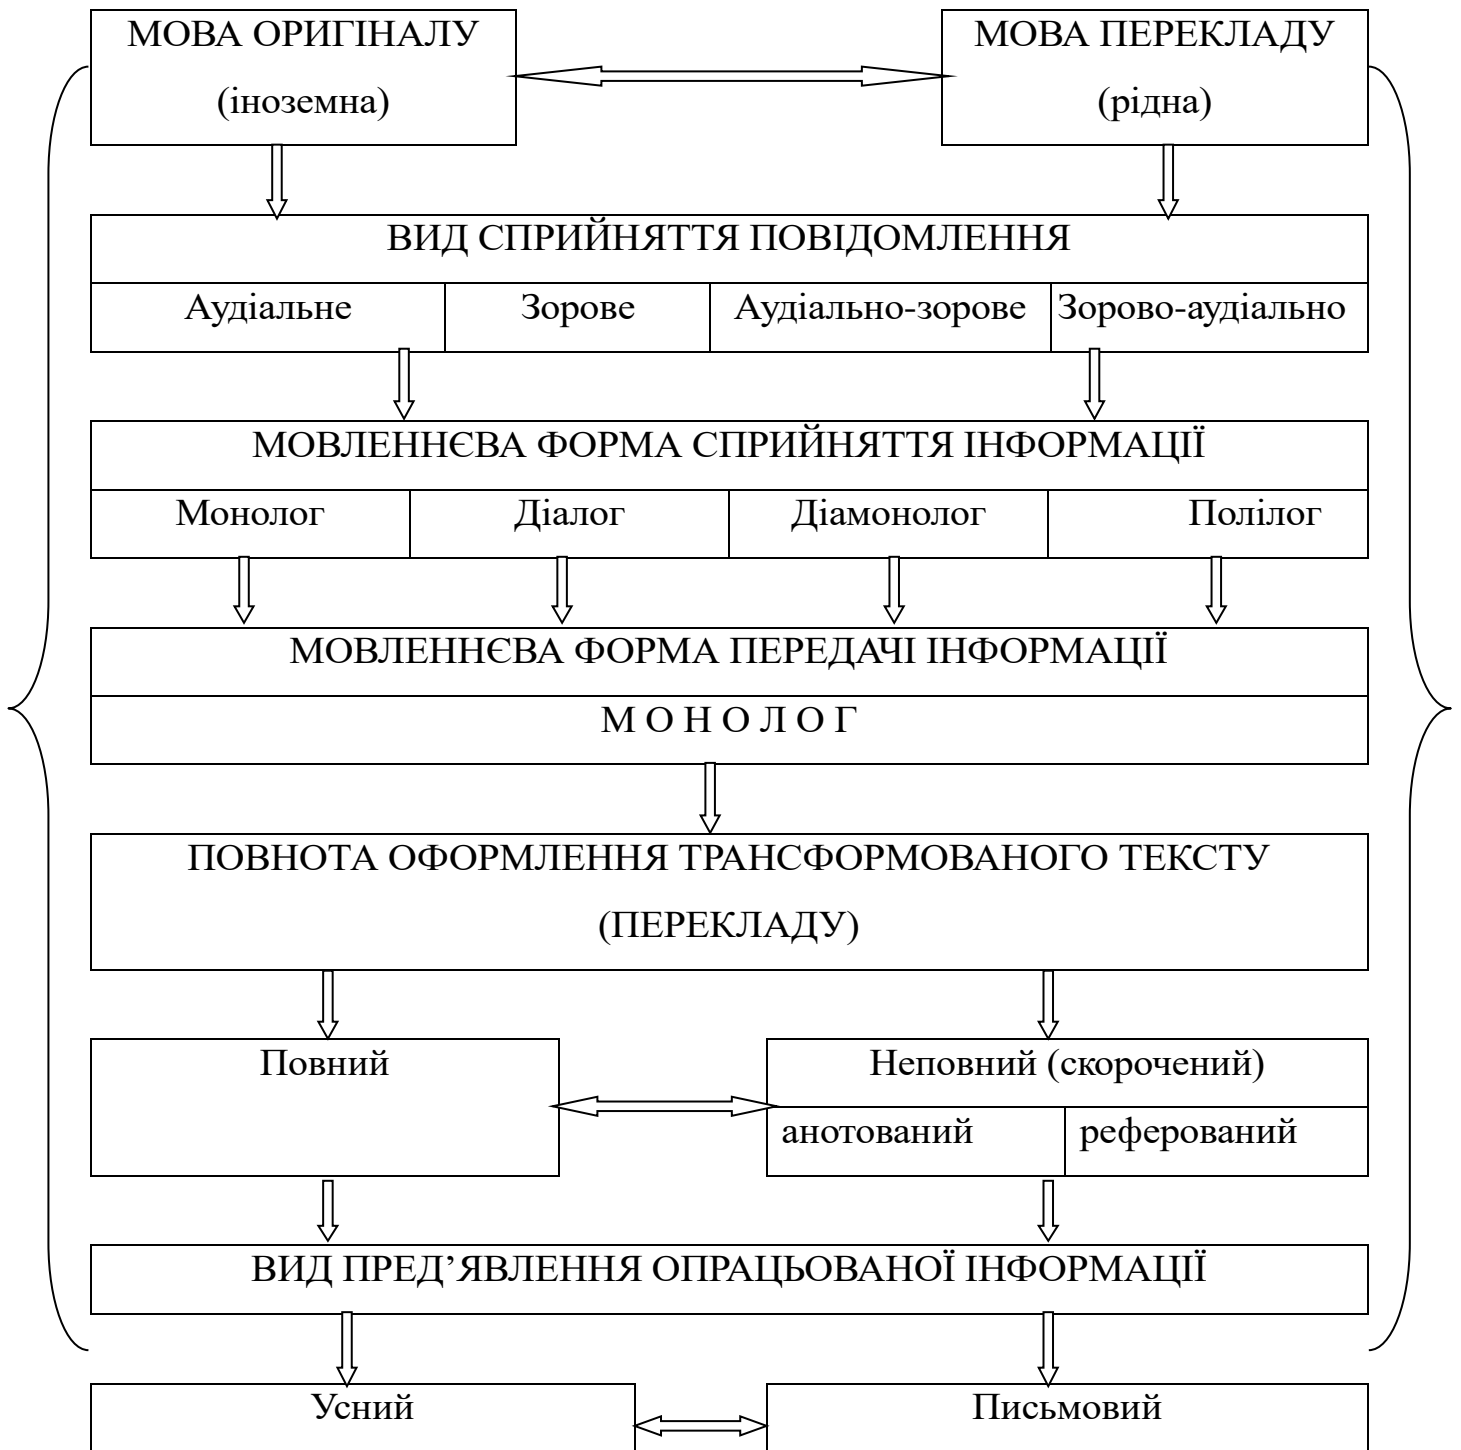 МОВА ОРИГІНАЛУ
(іноземна)
МОВА ПЕРЕКЛАДУ
(рідна)
ВИД СПРИЙНЯТТЯ ПОВІДОМЛЕННЯ
Аудіальне
Зорове
Аудіально-зорове
Зорово-аудіально
МОВЛЕННЄВА ФОРМА СПРИЙНЯТТЯ ІНФОРМАЦІЇ
Монолог
Діалог
Діамонолог
Полілог
МОВЛЕННЄВА ФОРМА ПЕРЕДАЧІ ІНФОРМАЦІЇ
М О Н О Л О Г
ПОВНОТА ОФОРМЛЕННЯ ТРАНСФОРМОВАНОГО ТЕКСТУ
(ПЕРЕКЛАДУ)
Повний
Неповний (скорочений)
анотований
реферований
ВИД ПРЕД’ЯВЛЕННЯ ОПРАЦЬОВАНОЇ ІНФОРМАЦІЇ
Усний
Письмовий